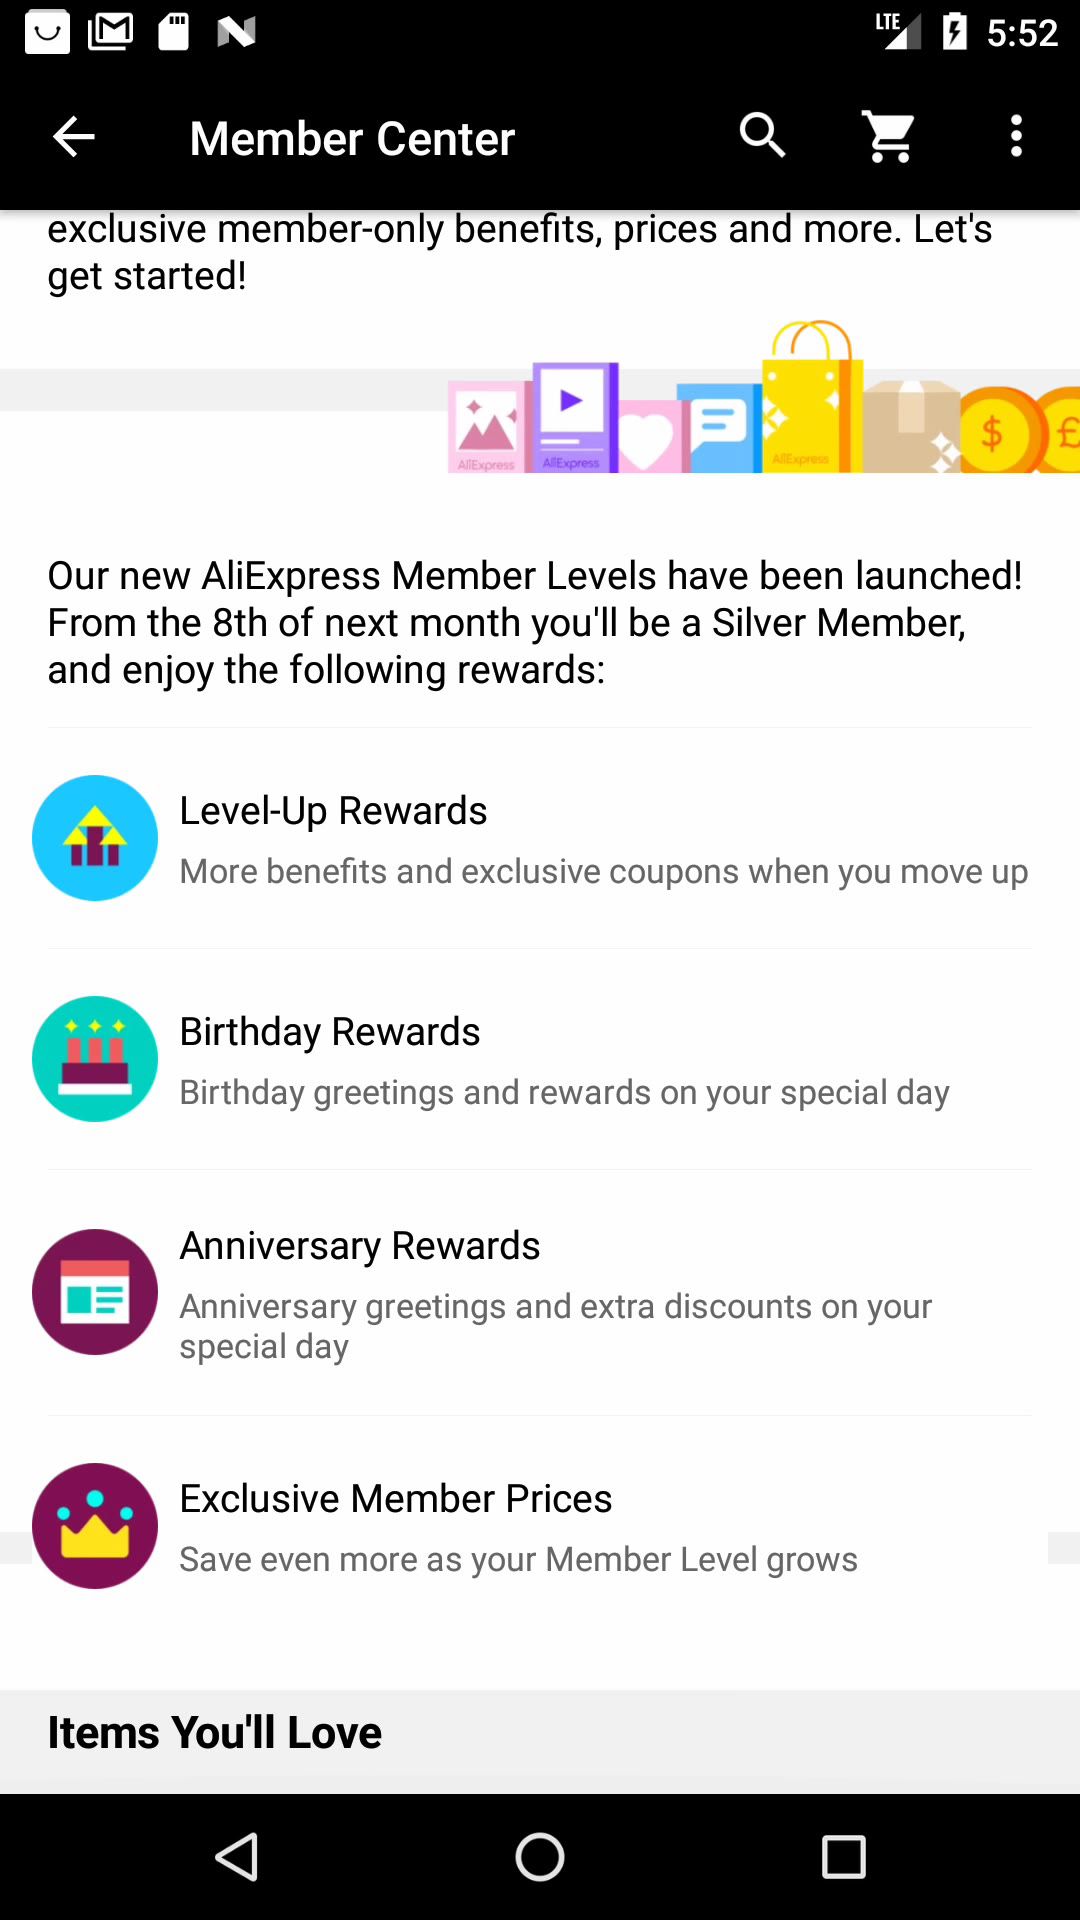 LTE 5:52
Member Center
exclusive member-only benefits, prices and more. Let's
get started!
AliExpress AliExpress AliExpress $ £
Our new AliExpress Member Levels have been launched!
From the 8th of next month you'll be a Silver Member,
and enjoy the following rewards:
Level-Up Rewards
More benefits and exclusive coupons when you move up
Birthday Rewards
Birthday greetings and rewards on your special day
Anniversary Rewards
Anniversary greetings and extra discounts on your
special day
Exclusive Member Prices
Save even more as your Member Level grows
Items You'll Love